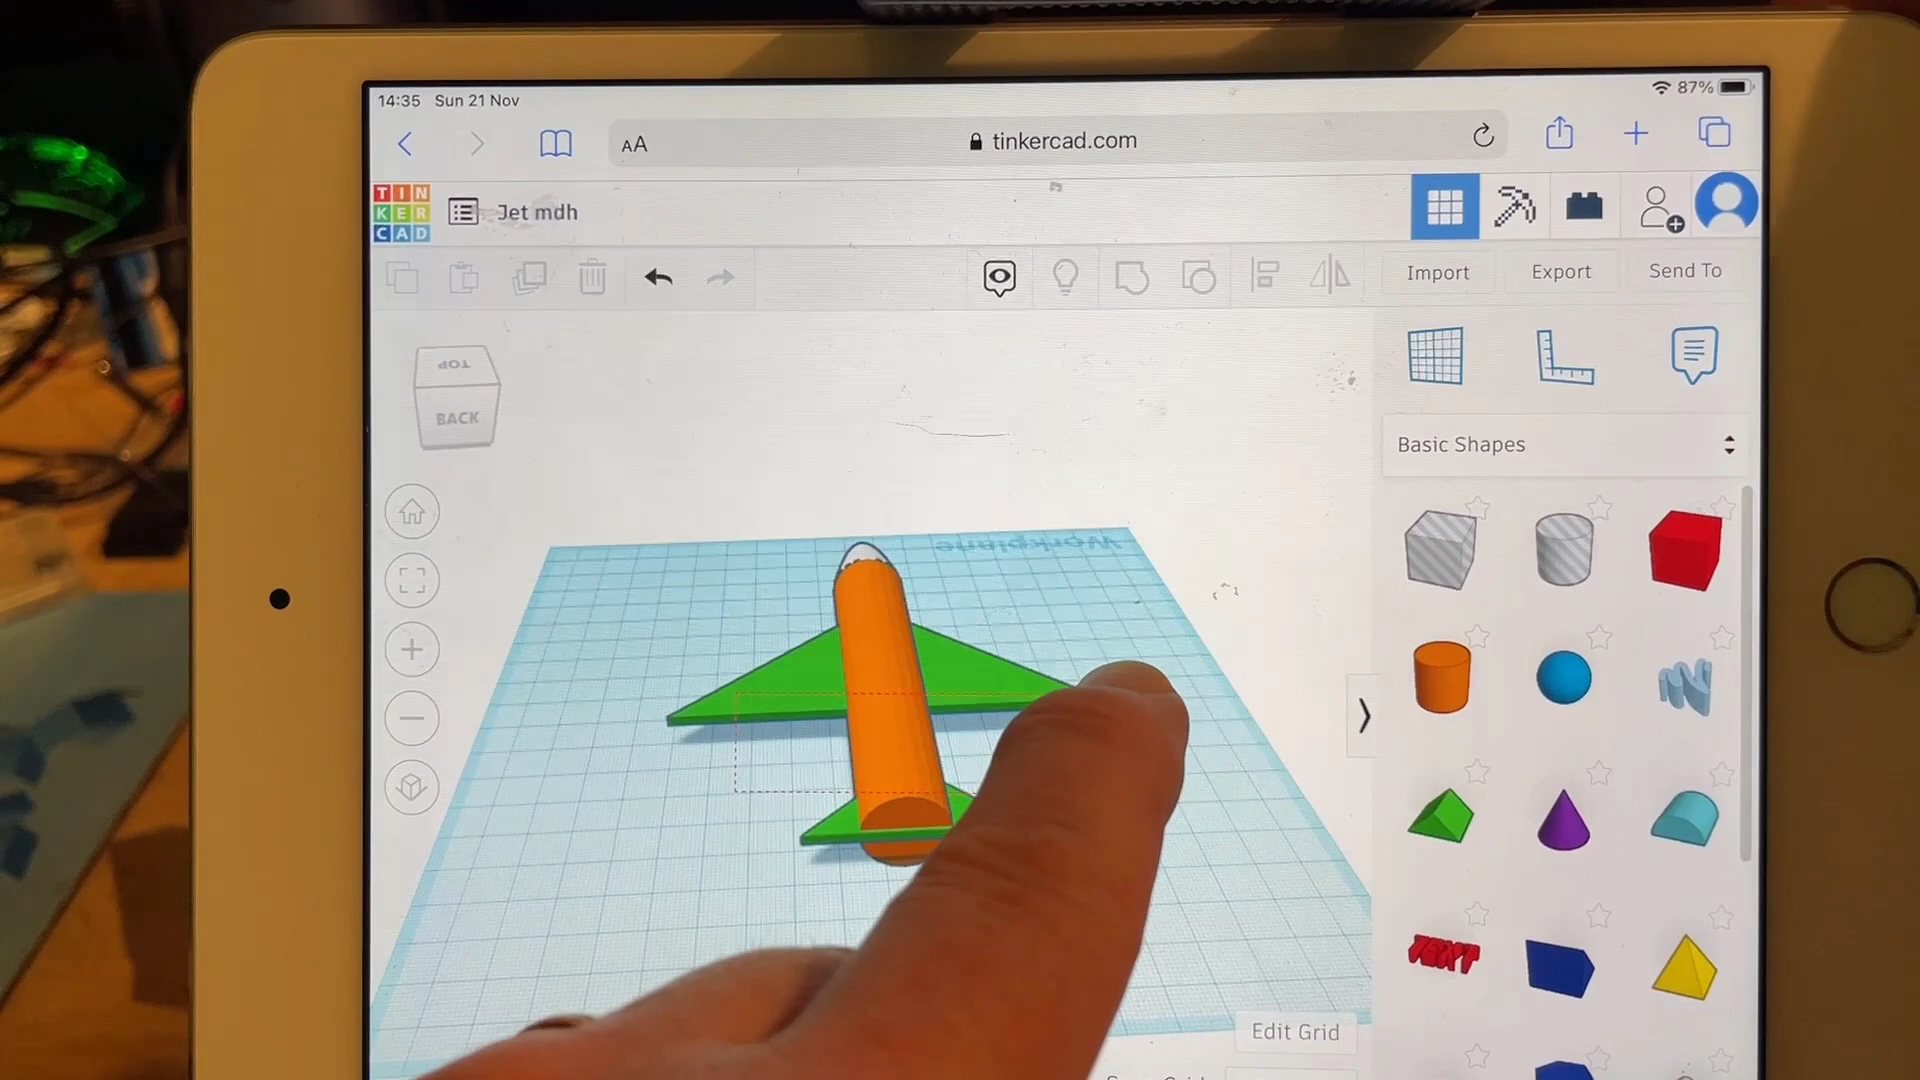 14:35 Sun 21 Nov
87%
AA
tinkercad.com
TIN
KER
CAD
Jet mdh
Import
Export
Send To
TOP
BACK
Basic Shapes
Workplane
TEXT
Edit Grid